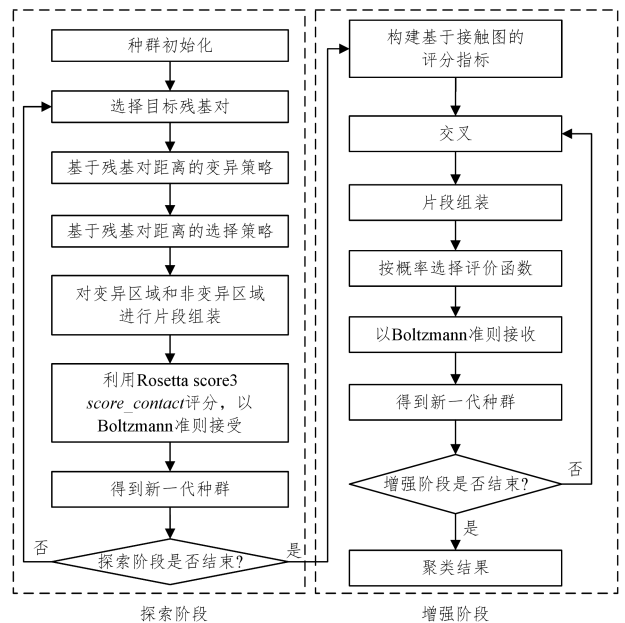 种群初始化
选择目标残基对
基于残基对距离的变异策略
基于残基对距离的选择策略
对变异区域和非变异区域
进行片段组装
利用Rosetta score3
score_contact评分，以
Boltzmann准则接受
得到新一代种群
否
探索阶段是否结束?
是
探索阶段
构建基于接触图的
评分指标
交叉
片段组装
按概率选择评价函数
以Boltzmann准则接收
得到新一代种群
否
增强阶段是否结束?
是
聚类结果
增强阶段